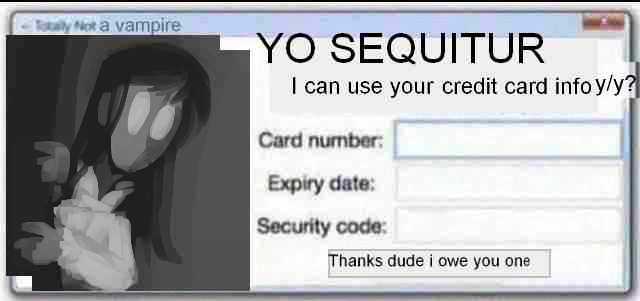 ← Totally Not a vampire
YO SEQUITUR
I can use your credit card info y/y?
Card number:
Expiry date:
Security code:
Thanks dude i owe you one